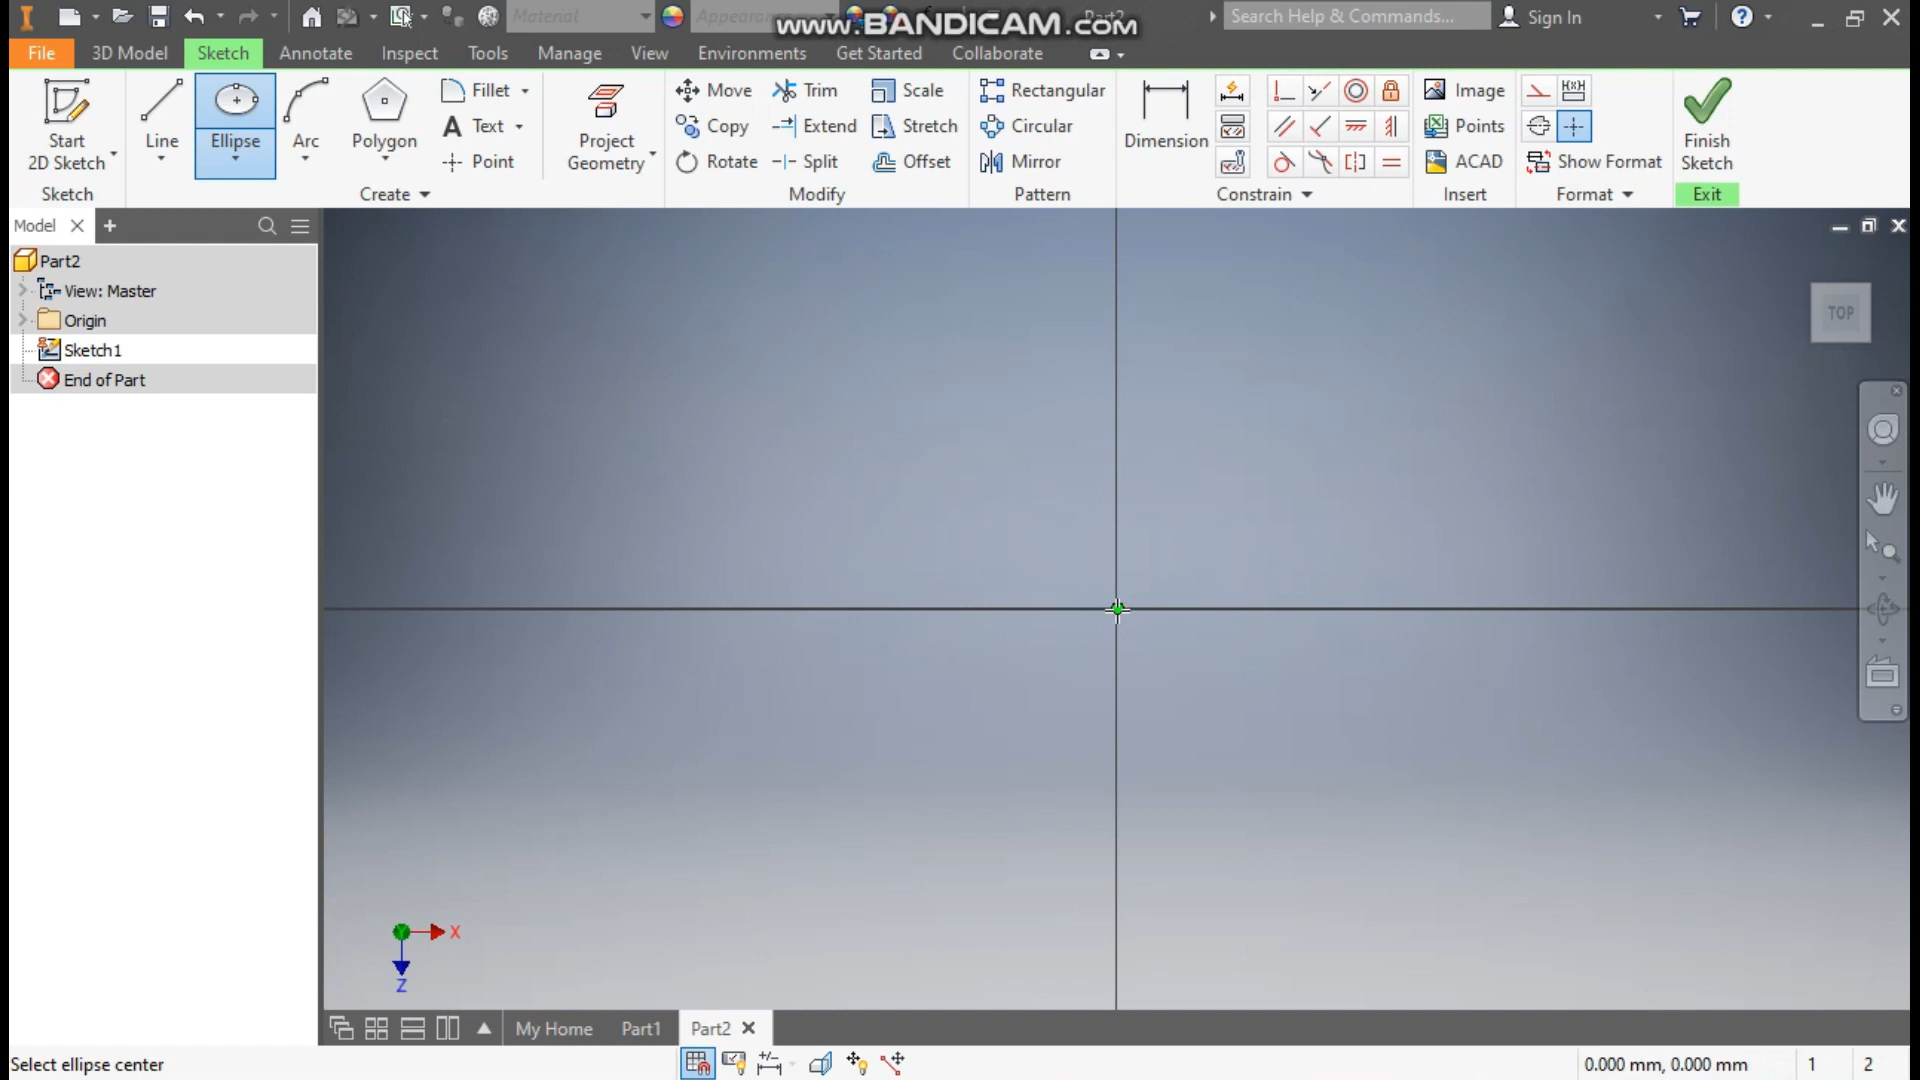 Material
Appearance
www.BANDICAM.com
Part2
Search Help & Commands...
Sign In
File
3D Model
Sketch
Annotate
Inspect
Tools
Manage
View
Environments
Get Started
Collaborate
Start
2D Sketch
Line
Ellipse
Arc
Polygon
Fillet
Text
Point
Project
Geometry
Move
Copy
Rotate
Trim
Extend
Split
Scale
Stretch
Offset
Rectangular
Circular
Mirror
Dimension
Image
Points
ACAD
Show Format
Finish
Sketch
Sketch
Create
Modify
Pattern
Constrain
Insert
Format
Exit
Model
Part2
View: Master
Origin
Sketch1
End of Part
TOP
X
Z
My Home
Part1
Part2
Select ellipse center
0.000 mm, 0.000 mm
1
2